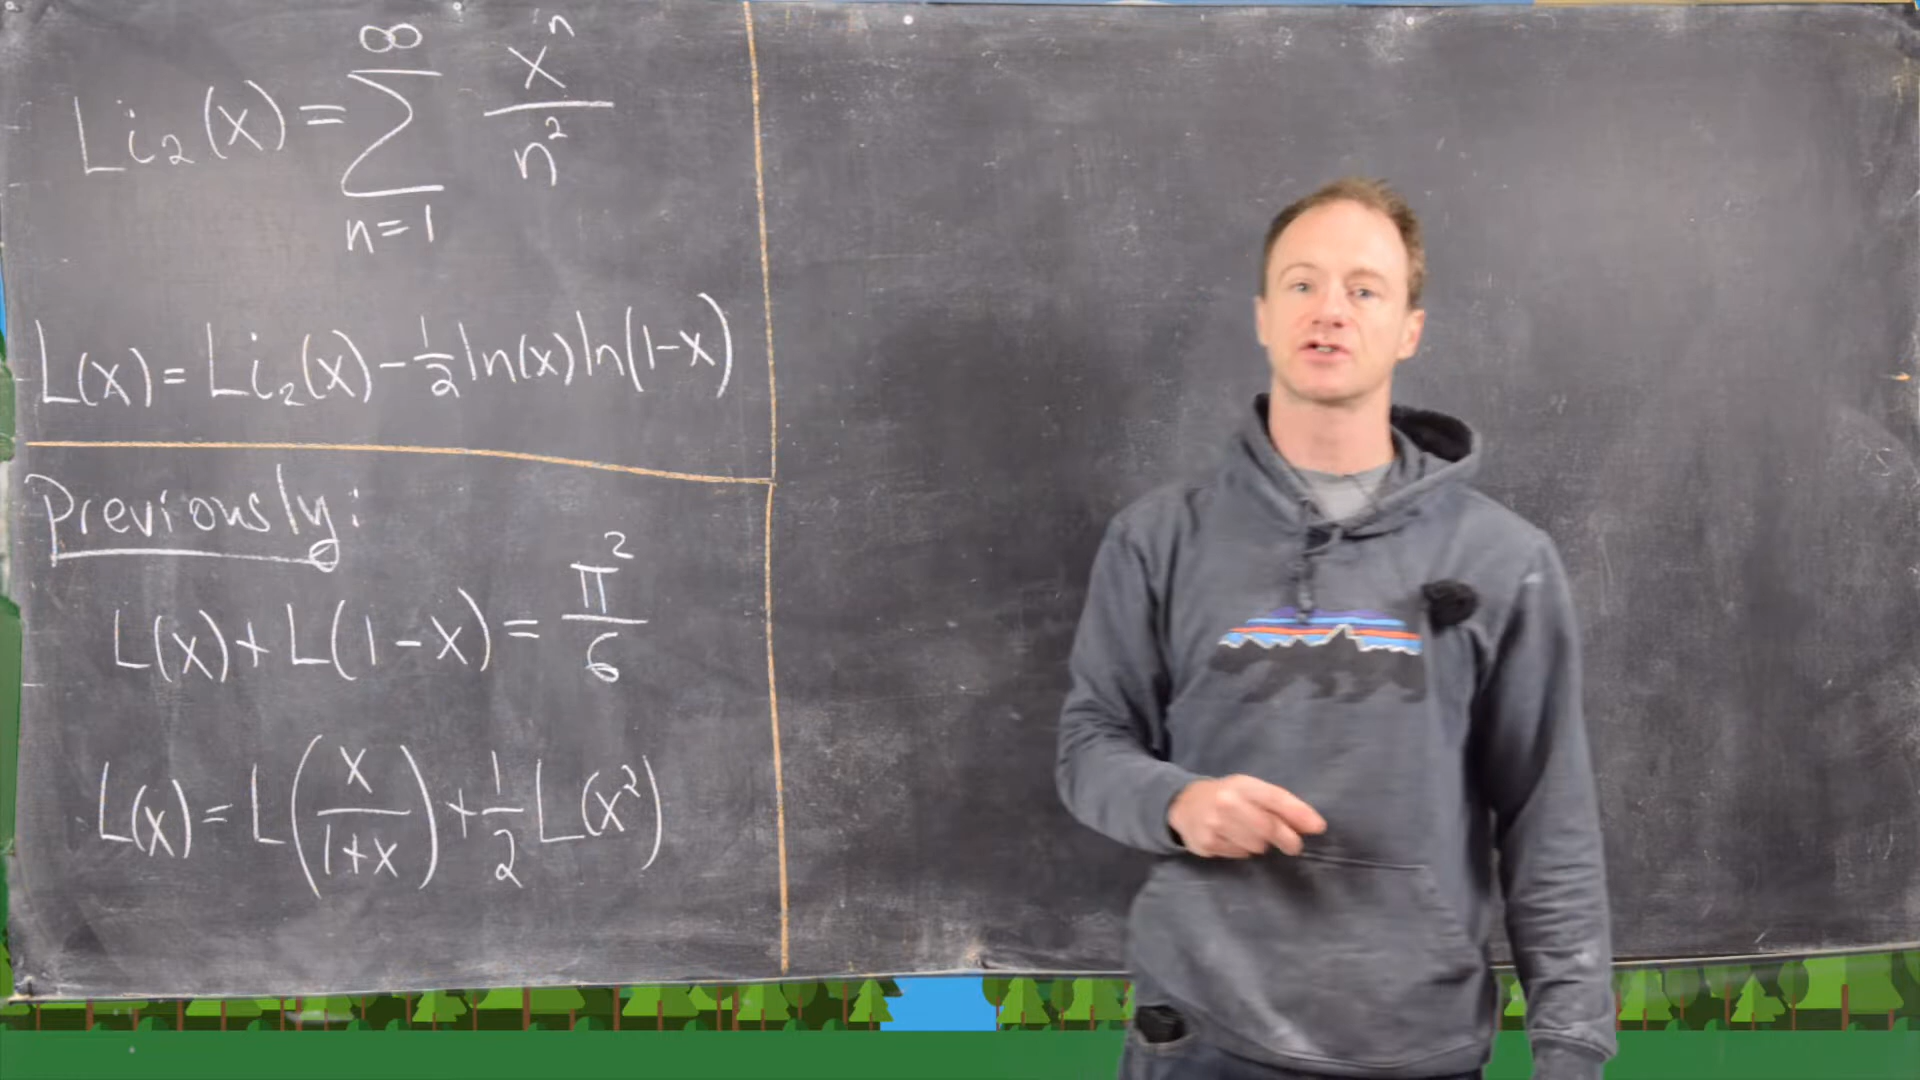 Li₂(x) = ∑_{n=1}^{∞} xⁿ/n²
L(x) = Li₂(x) - 1/2 ln(x) ln(1-x)
Previously:
L(x) + L(1-x) = π²/6
L(x) = L(x/(1+x)) + 1/2 L(x²)